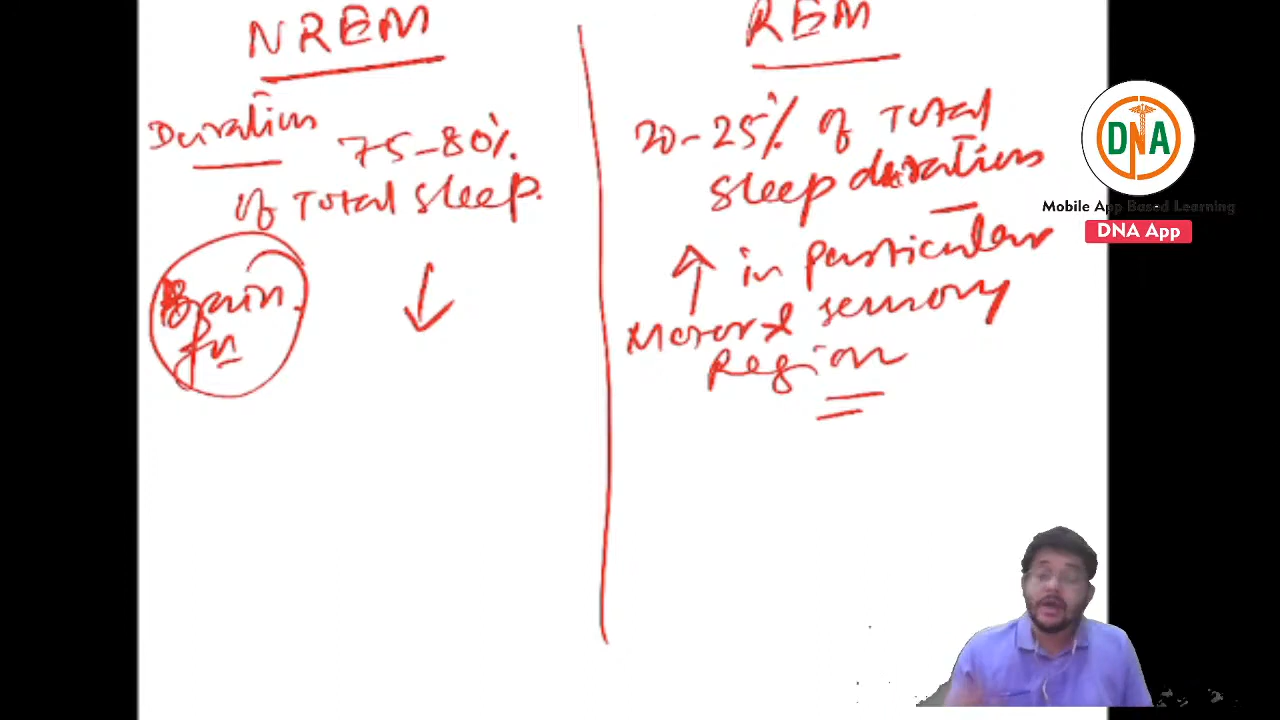 NREM
Duration 75-80%
of Total sleep.
Brain
fn
↓
REM
20-25% of Total
sleep duration
↑ in particular
Motor & sensory
Region
DNA
Mobile App Based Learning
DNA App